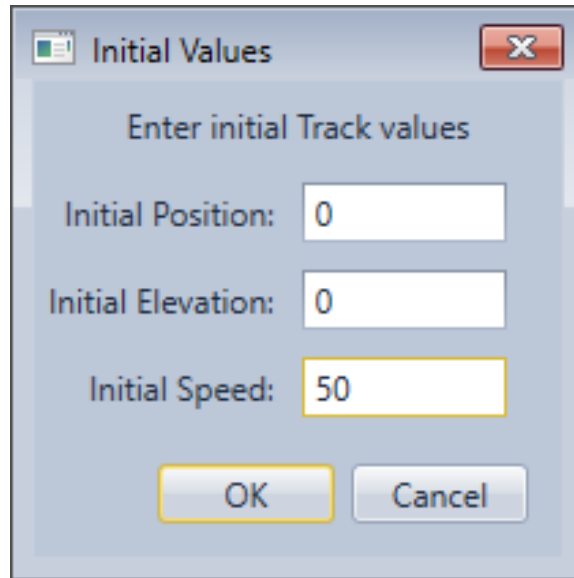 Initial Values
Enter initial Track values
Initial Position: 0
Initial Elevation: 0
Initial Speed: 50
OK Cancel